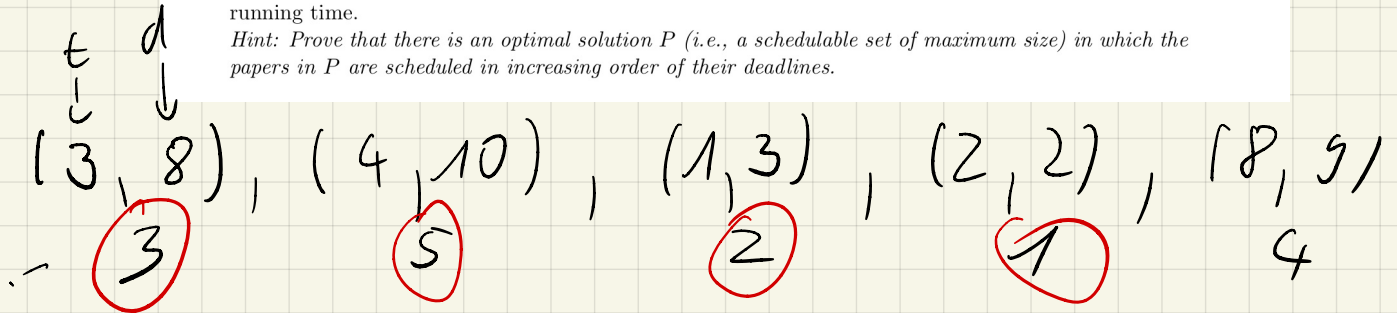 running time.
Hint: Prove that there is an optimal solution P (i.e., a schedulable set of maximum size) in which the
papers in P are scheduled in increasing order of their deadlines.
t d
(3, 8), (4, 10), (1, 3), (2, 2), (8, 9)
3 5 2 1 4